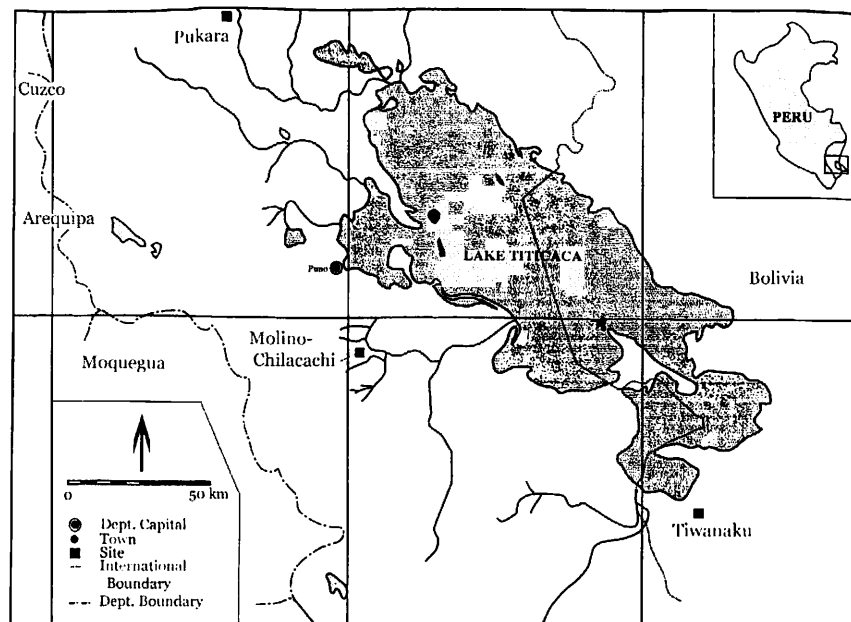 Pukara
Cuzco
PERU
Arequipa
Puno
LAKE TITICACA
Bolivia
Molino-
Chilacachi
Moquegua
0 50 km
Dept. Capital
Town
Site
International
Boundary
Dept. Boundary
Tiwanaku